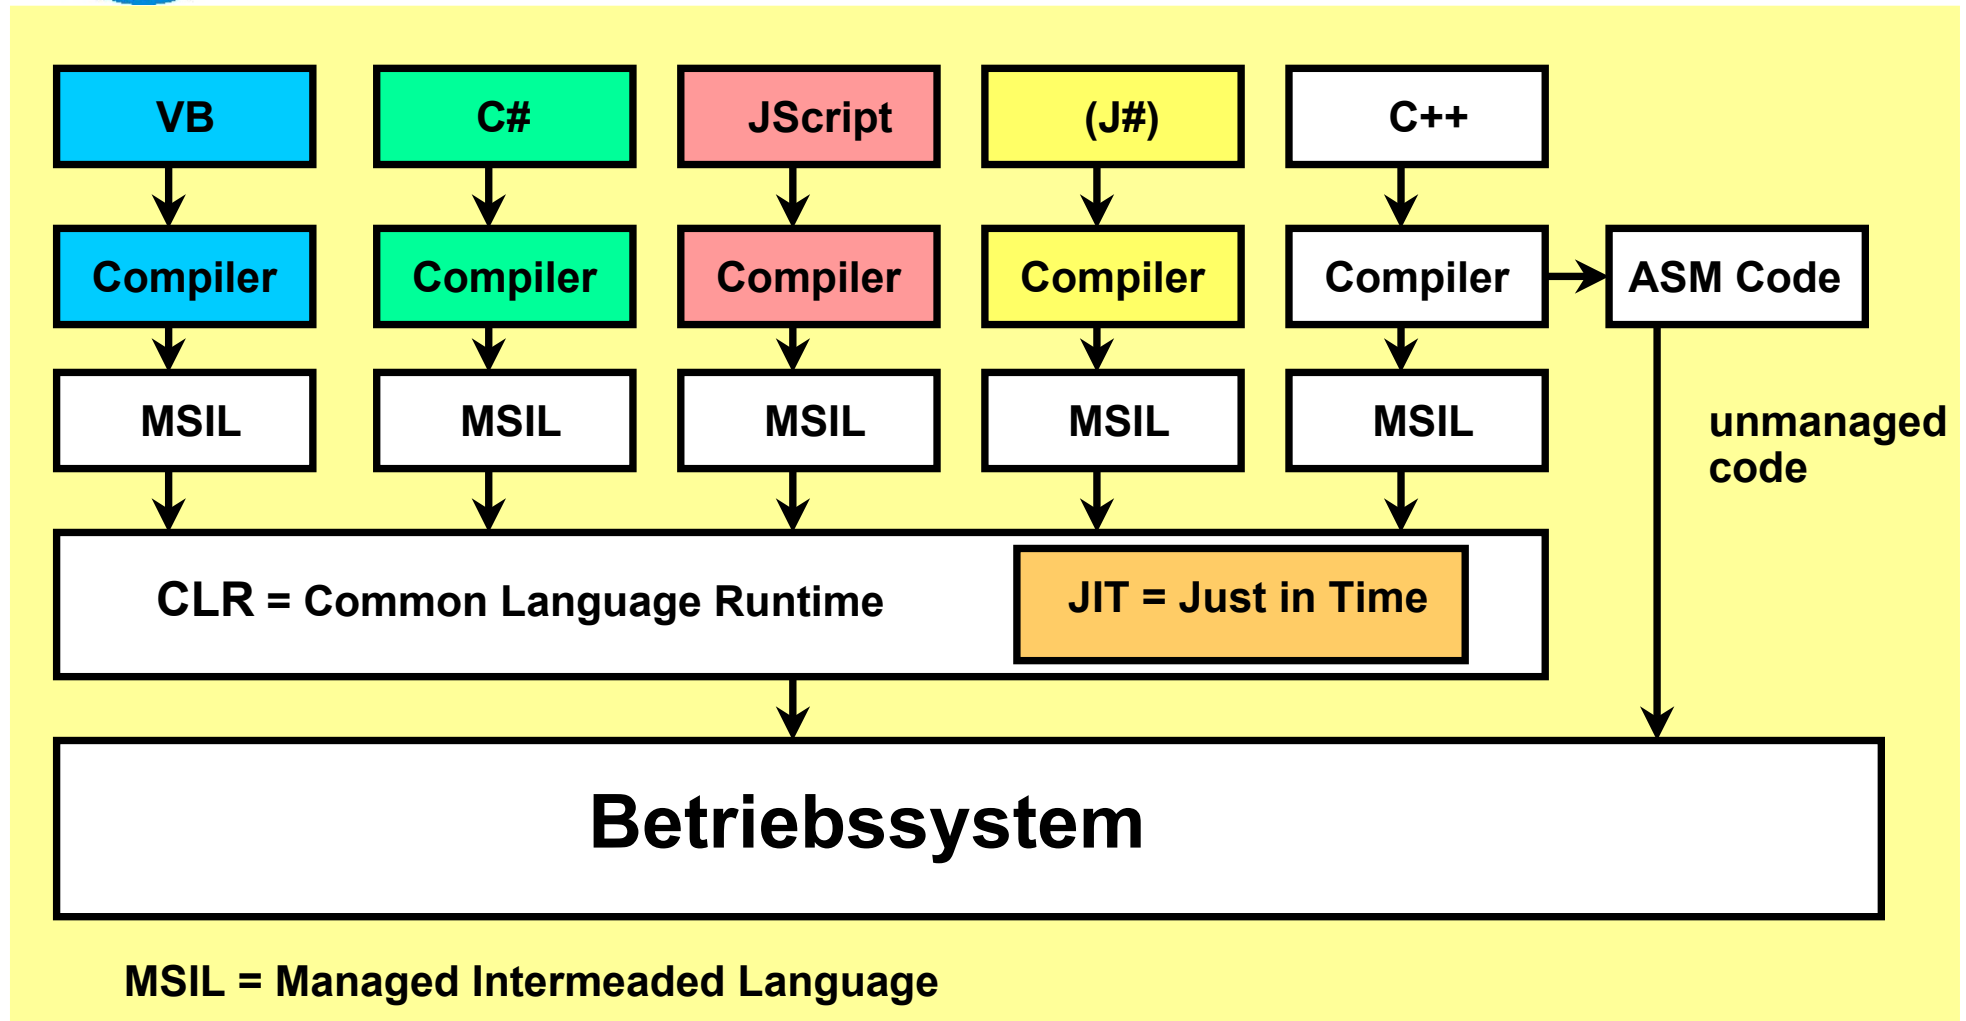 VB
C#
JScript
(J#)
C++
Compiler
Compiler
Compiler
Compiler
Compiler
ASM Code
MSIL
MSIL
MSIL
MSIL
MSIL
unmanaged
code
CLR = Common Language Runtime
JIT = Just in Time
Betriebssystem
MSIL = Managed Intermeaded Language